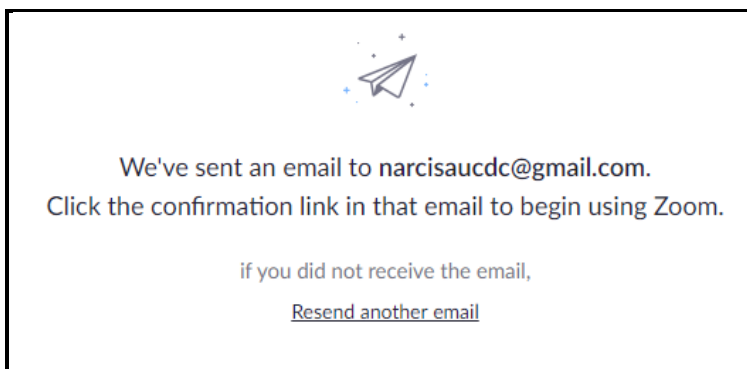 We've sent an email to narcisaucdc@gmail.com.
Click the confirmation link in that email to begin using Zoom.
if you did not receive the email,
Resend another email